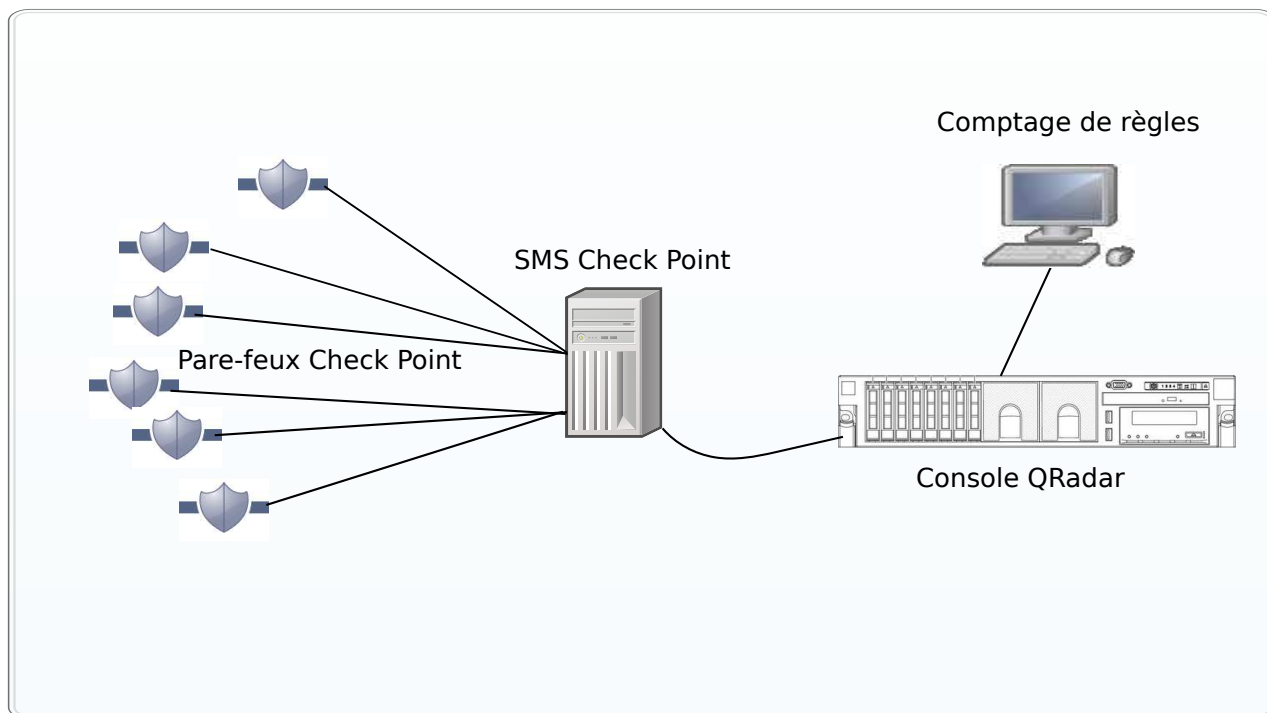 Comptage de règles
SMS Check Point
Pare-feux Check Point
Console QRadar